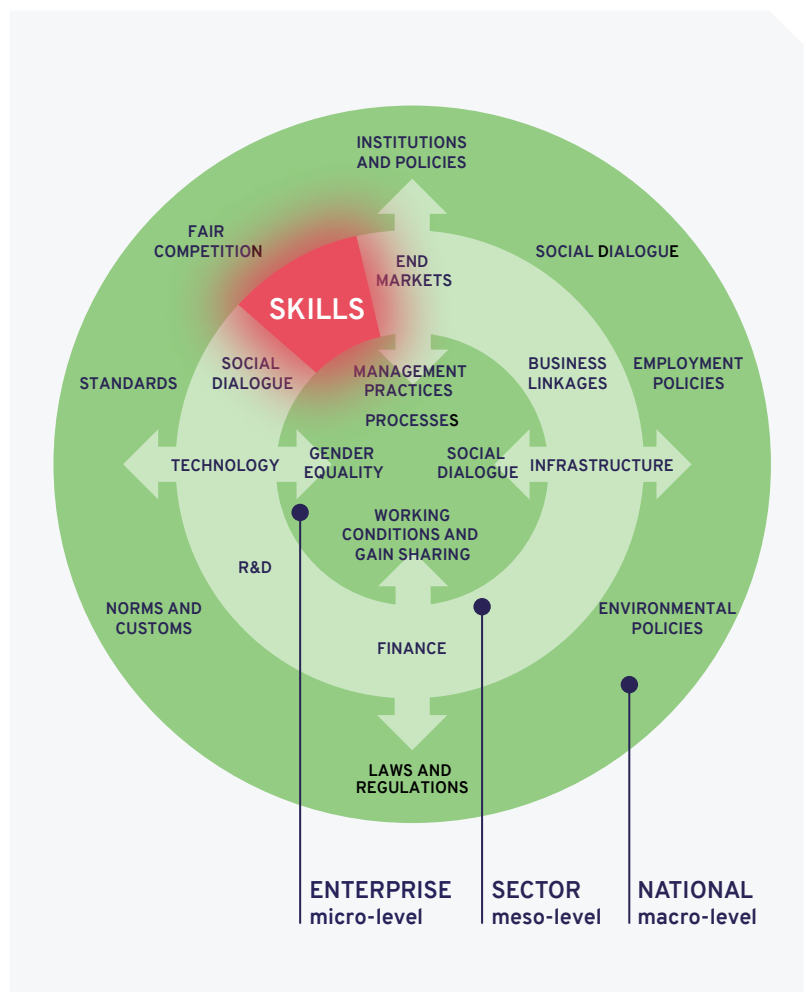 INSTITUTIONS
AND POLICIES
FAIR
COMPETITION
SOCIAL DIALOGUE
END
MARKETS
SKILLS
STANDARDS
SOCIAL
DIALOGUE
MANAGEMENT
PRACTICES
BUSINESS
LINKAGES
EMPLOYMENT
POLICIES
PROCESSES
TECHNOLOGY
GENDER
EQUALITY
SOCIAL
DIALOGUE
INFRASTRUCTURE
WORKING
CONDITIONS AND
GAIN SHARING
R&D
NORMS AND
CUSTOMS
ENVIRONMENTAL
POLICIES
FINANCE
LAWS AND
REGULATIONS
ENTERPRISE
micro-level
SECTOR
meso-level
NATIONAL
macro-level